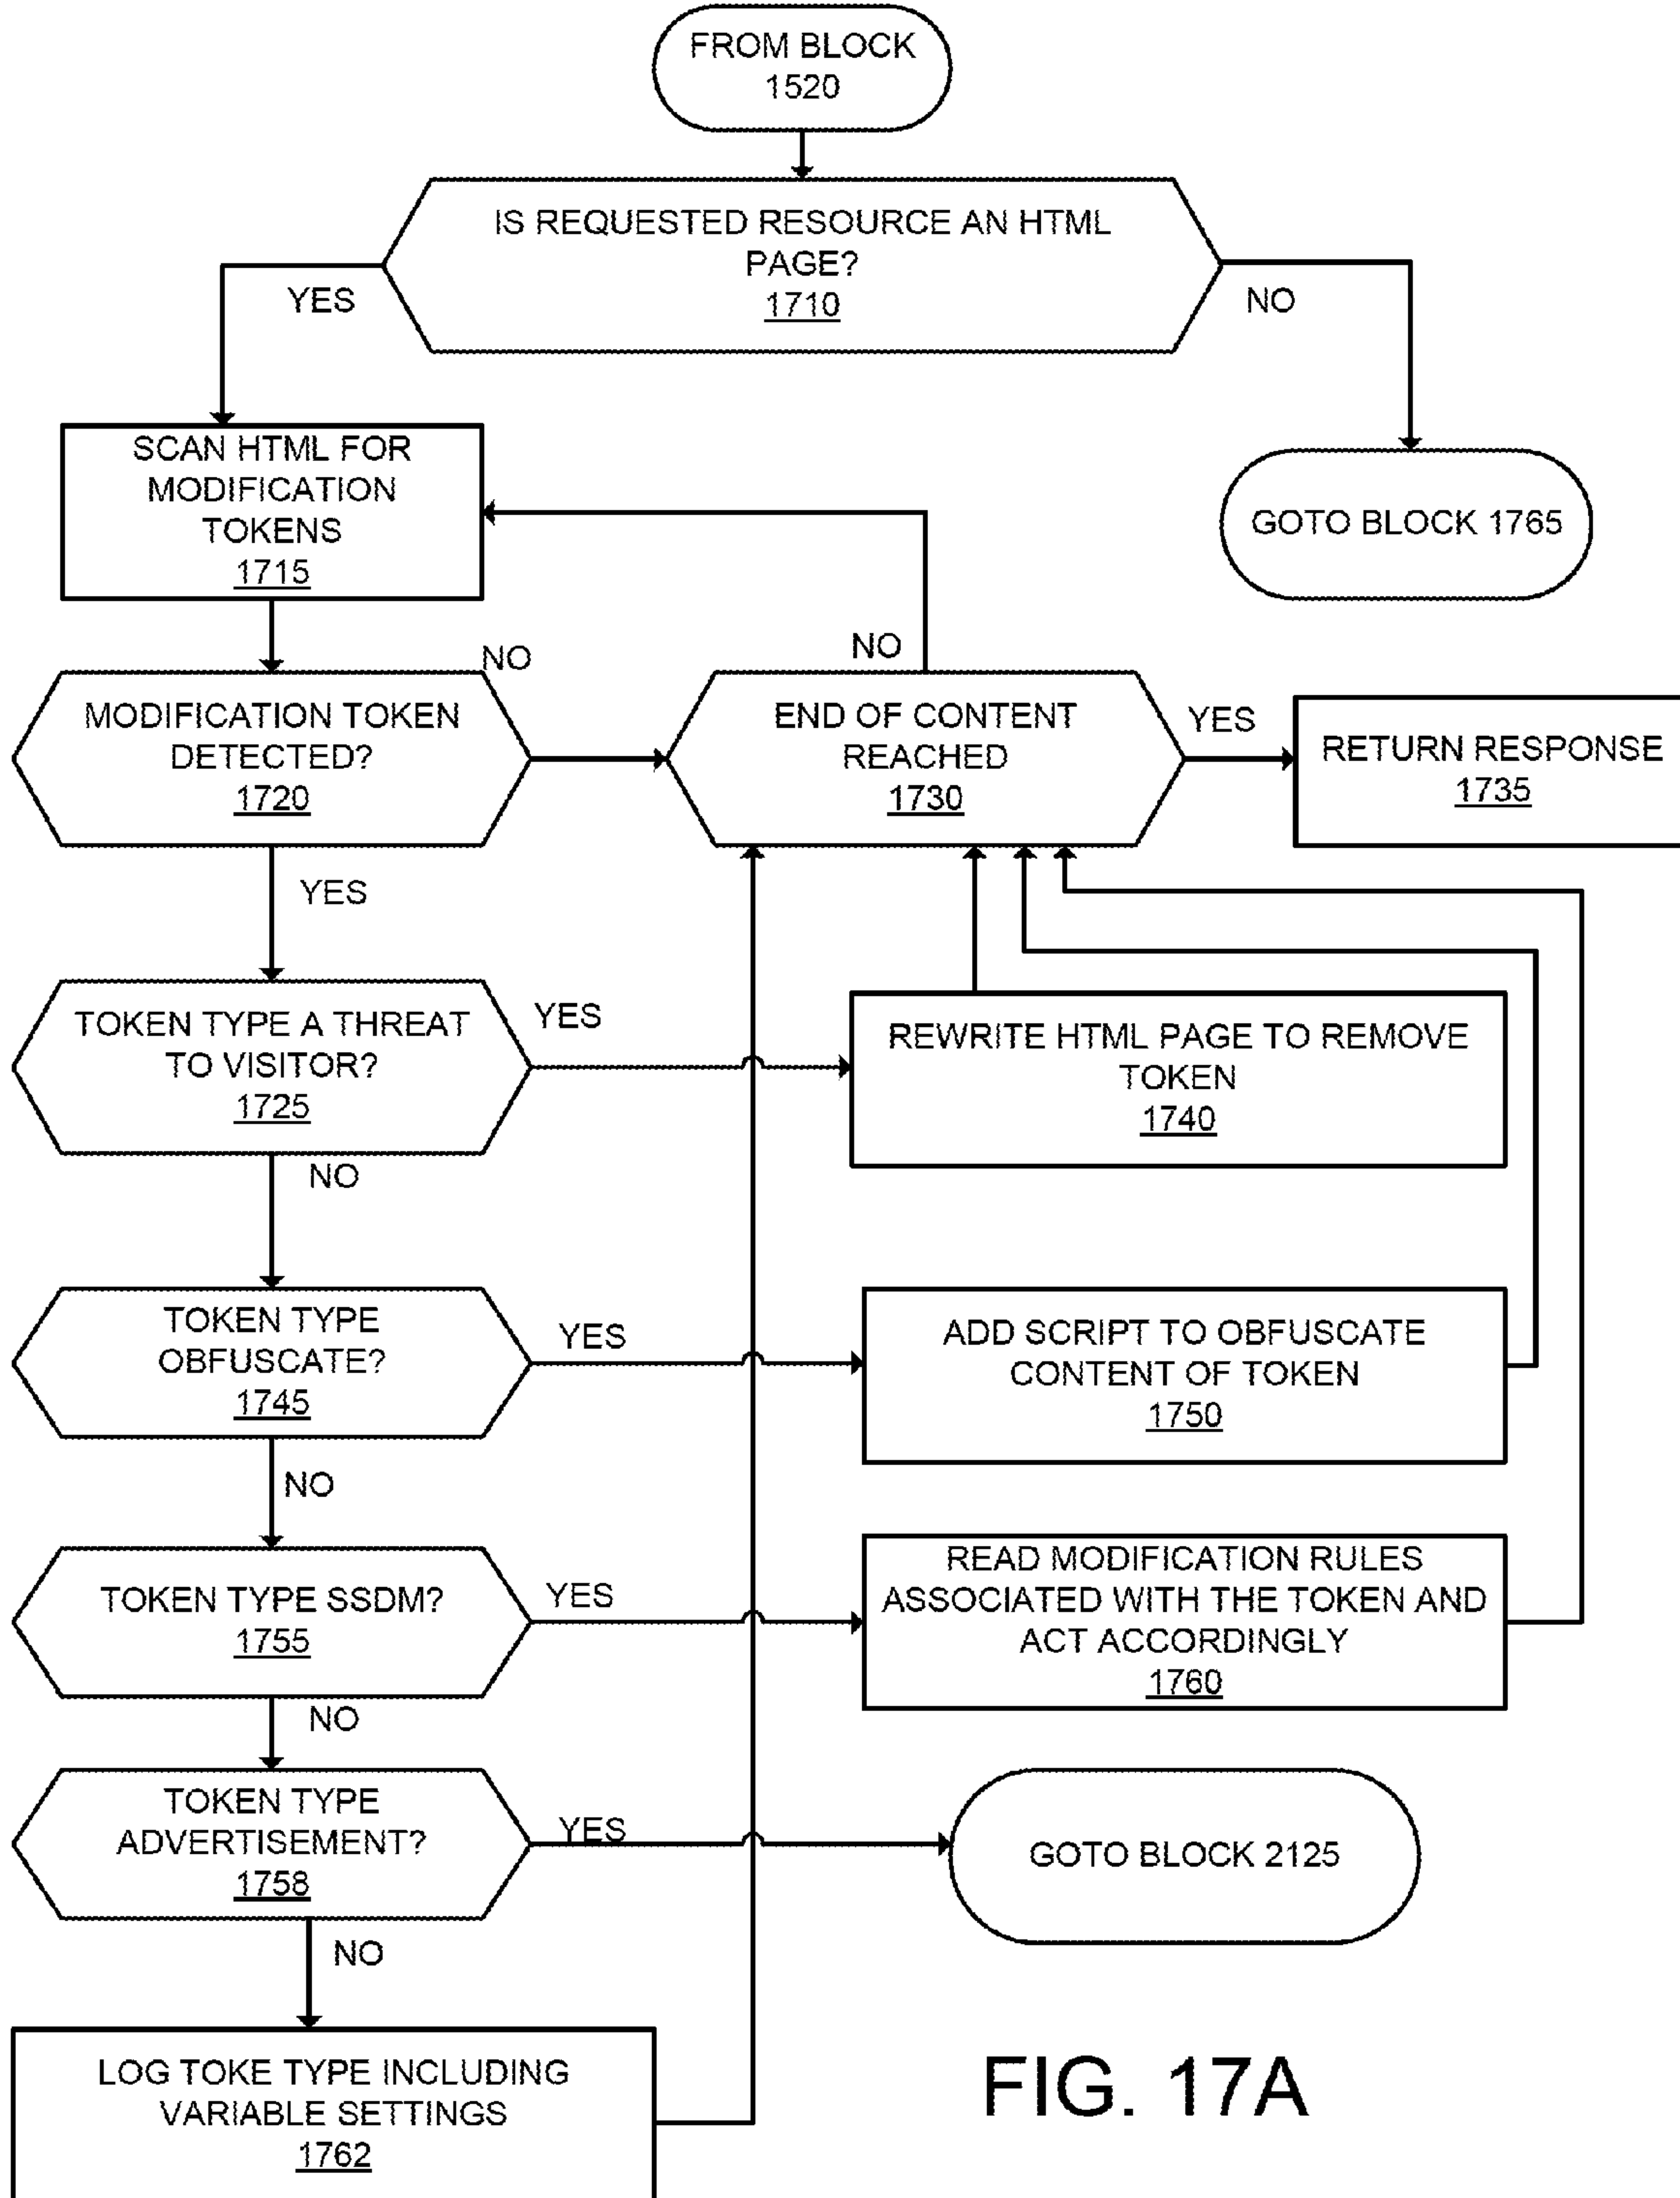 FROM BLOCK
1520
IS REQUESTED RESOURCE AN HTML
PAGE?
1710
YES
NO
SCAN HTML FOR
MODIFICATION
TOKENS
1715
GOTO BLOCK 1765
NO
NO
MODIFICATION TOKEN
DETECTED?
1720
END OF CONTENT
REACHED
1730
YES
RETURN RESPONSE
1735
YES
TOKEN TYPE A THREAT
TO VISITOR?
1725
YES
REWRITE HTML PAGE TO REMOVE
TOKEN
1740
NO
TOKEN TYPE
OBFUSCATE?
1745
YES
ADD SCRIPT TO OBFUSCATE
CONTENT OF TOKEN
1750
NO
TOKEN TYPE SSDM?
1755
YES
READ MODIFICATION RULES
ASSOCIATED WITH THE TOKEN AND
ACT ACCORDINGLY
1760
NO
TOKEN TYPE
ADVERTISEMENT?
1758
YES
GOTO BLOCK 2125
NO
LOG TOKE TYPE INCLUDING
VARIABLE SETTINGS
1762
FIG. 17A